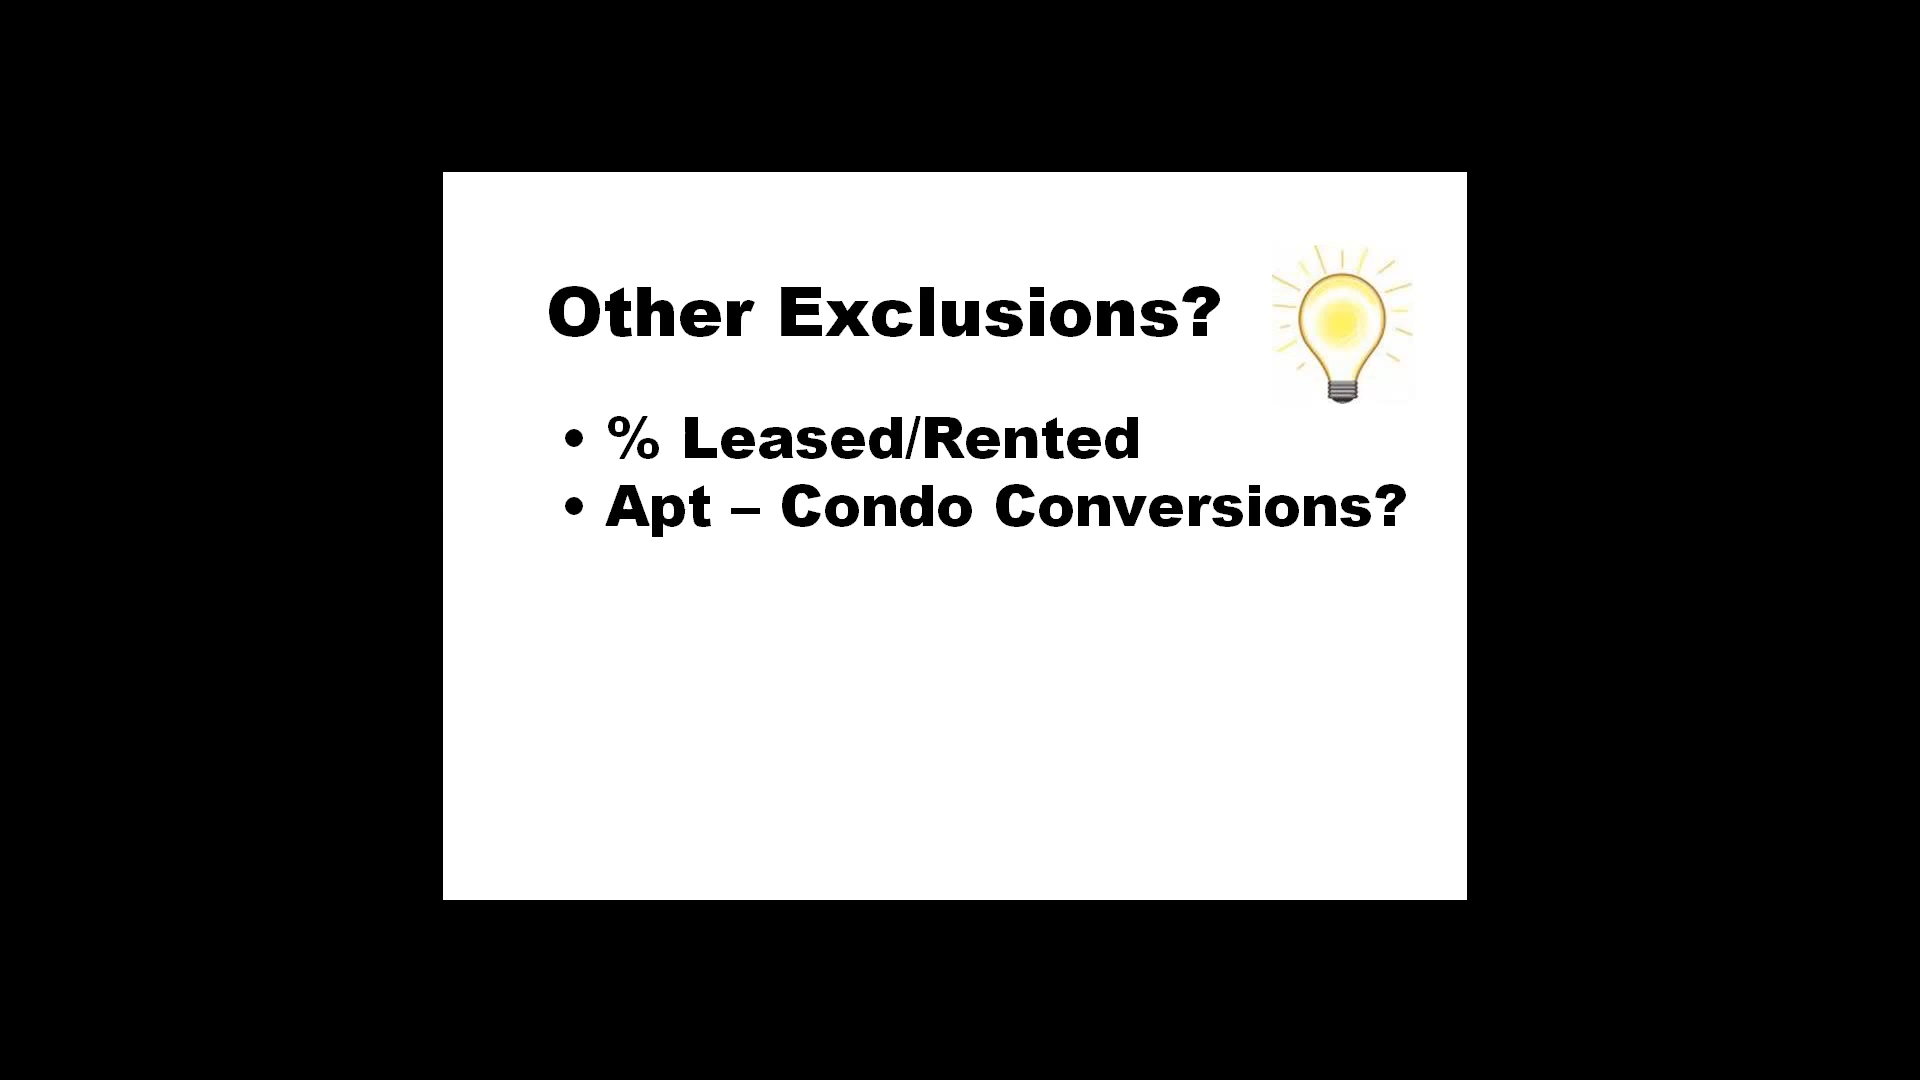 Other Exclusions?
• % Leased/Rented
• Apt – Condo Conversions?